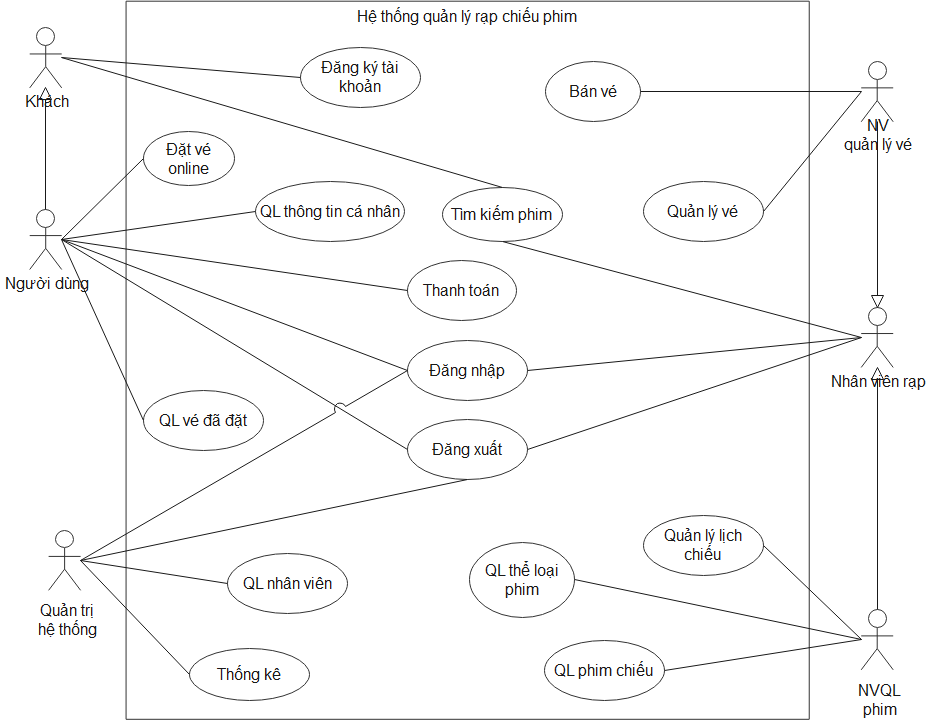 Hệ thống quản lý rạp chiếu phim
Khách
Đăng ký tài
khoản
Bán vé
NV
quản lý vé
Đặt vé
online
QL thông tin cá nhân
Tìm kiếm phim
Quản lý vé
Người dùng
Thanh toán
Đăng nhập
Nhân viên rạp
QL vé đã đặt
Đăng xuất
Quản trị
hệ thống
QL nhân viên
QL thể loại
phim
Quản lý lịch
chiếu
Thống kê
QL phim chiếu
NVQL
phim